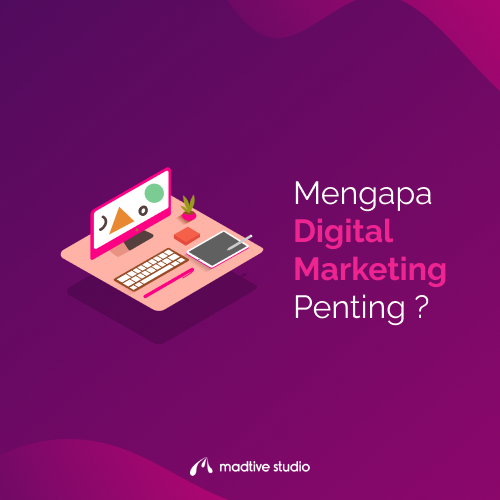 Mengapa
Digital
Marketing
Penting ?
madtive studio